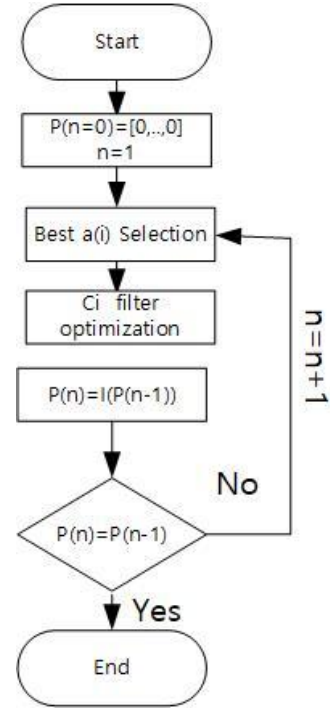 Start
P(n=0)=[0,..,0]
n=1
Best a(i) Selection
Ci filter
optimization
n=n+1
P(n)=I(P(n-1))
No
P(n)=P(n-1)
Yes
End